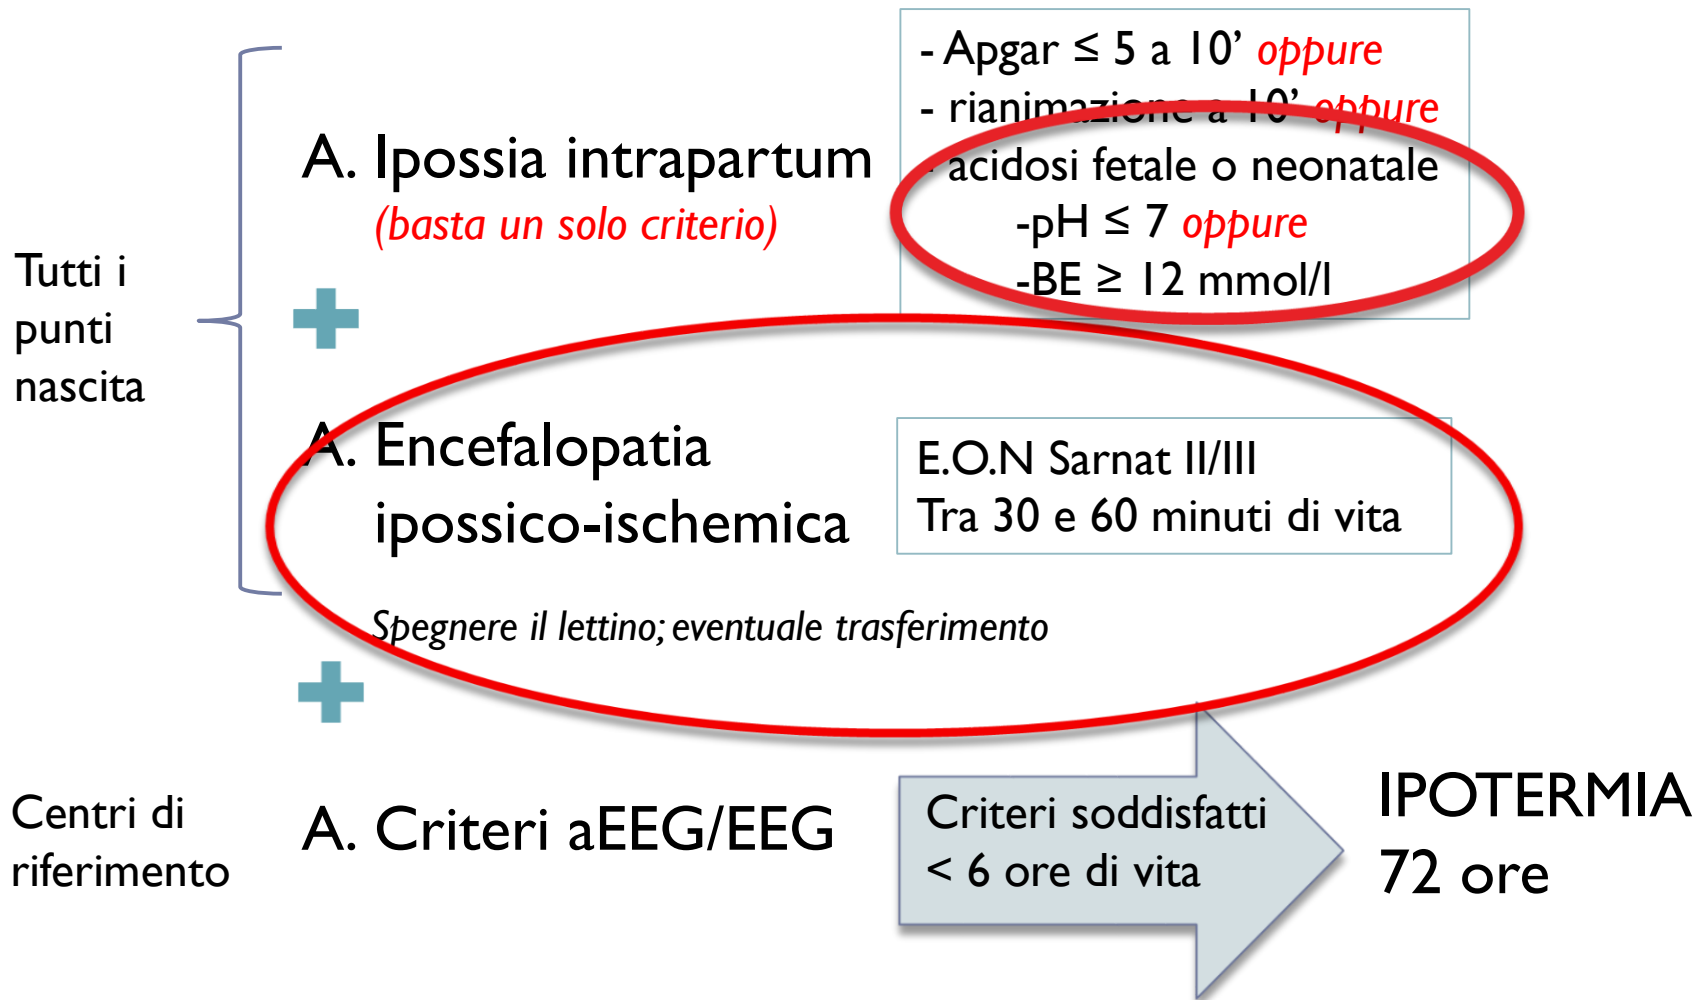 - Apgar ≤ 5 a 10’ oppure
- rianimazione a 10’ oppure
- acidosi fetale o neonatale
-pH ≤ 7 oppure
-BE ≥ 12 mmol/l
A. Ipossia intrapartum
(basta un solo criterio)
Tutti i
punti
nascita
A. Encefalopatia
ipossico-ischemica
E.O.N Sarnat II/III
Tra 30 e 60 minuti di vita
Spegnere il lettino; eventuale trasferimento
Centri di
riferimento
A. Criteri aEEG/EEG
Criteri soddisfatti
< 6 ore di vita
IPOTERMIA
72 ore